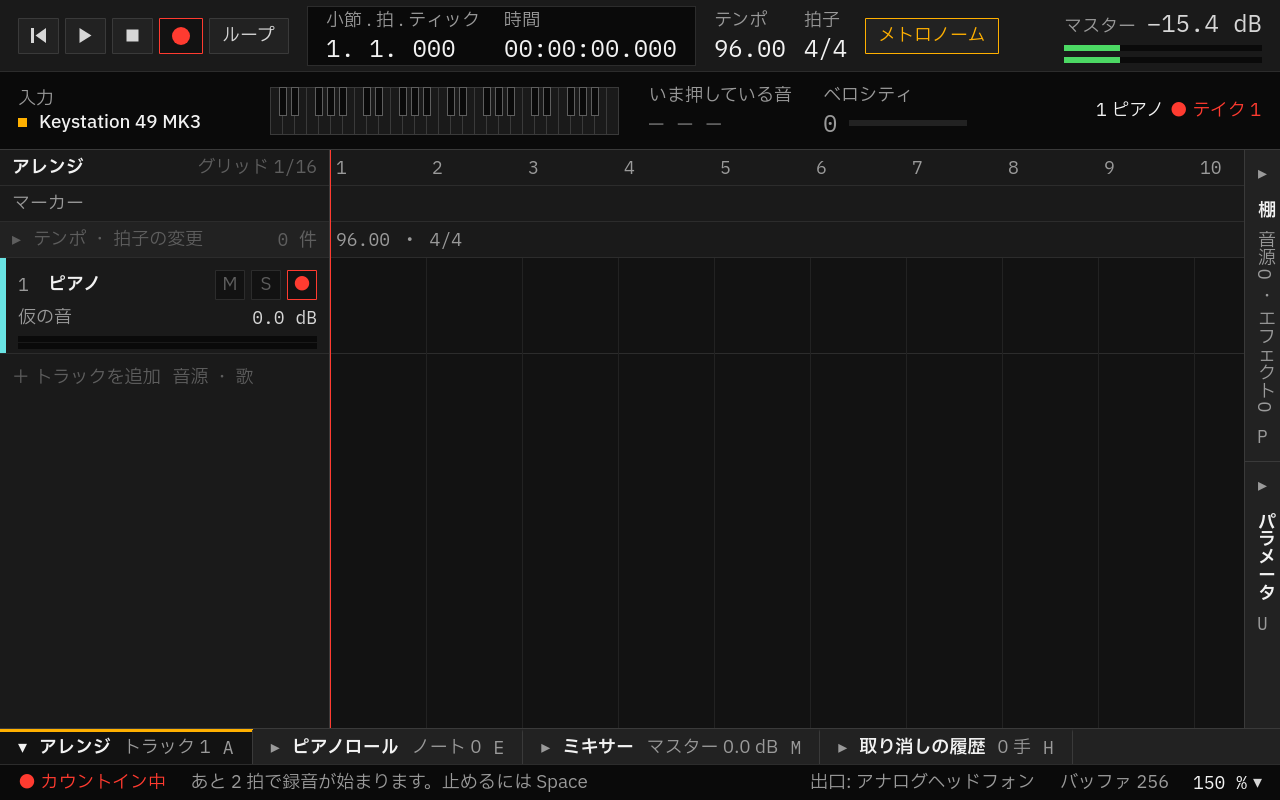 ループ
小節 . 拍 . ティック 時間
1. 1. 000 00:00:00.000
テンポ 拍子
96.00 4/4
メトロノーム
マスター −15.4 dB
入力
Keystation 49 MK3
いま押している音 ベロシティ
— — — 0
1 ピアノ テイク 1
アレンジ グリッド 1/16
1 2 3 4 5 6 7 8 9 10
マーカー
▸ テンポ · 拍子の変更 0 件
96.00 · 4/4
1 ピアノ M S
仮の音 0.0 dB
＋ トラックを追加 音源 · 歌
▸ 棚 音源 0 · エフェクト 0 P
▸ パラメータ U
▾ アレンジ トラック 1 A ▸ ピアノロール ノート 0 E ▸ ミキサー マスター 0.0 dB M ▸ 取り消しの履歴 0 手 H
カウントイン中 あと 2 拍で録音が始まります。止めるには Space 出口: アナログヘッドフォン バッファ 256 150 % ▾